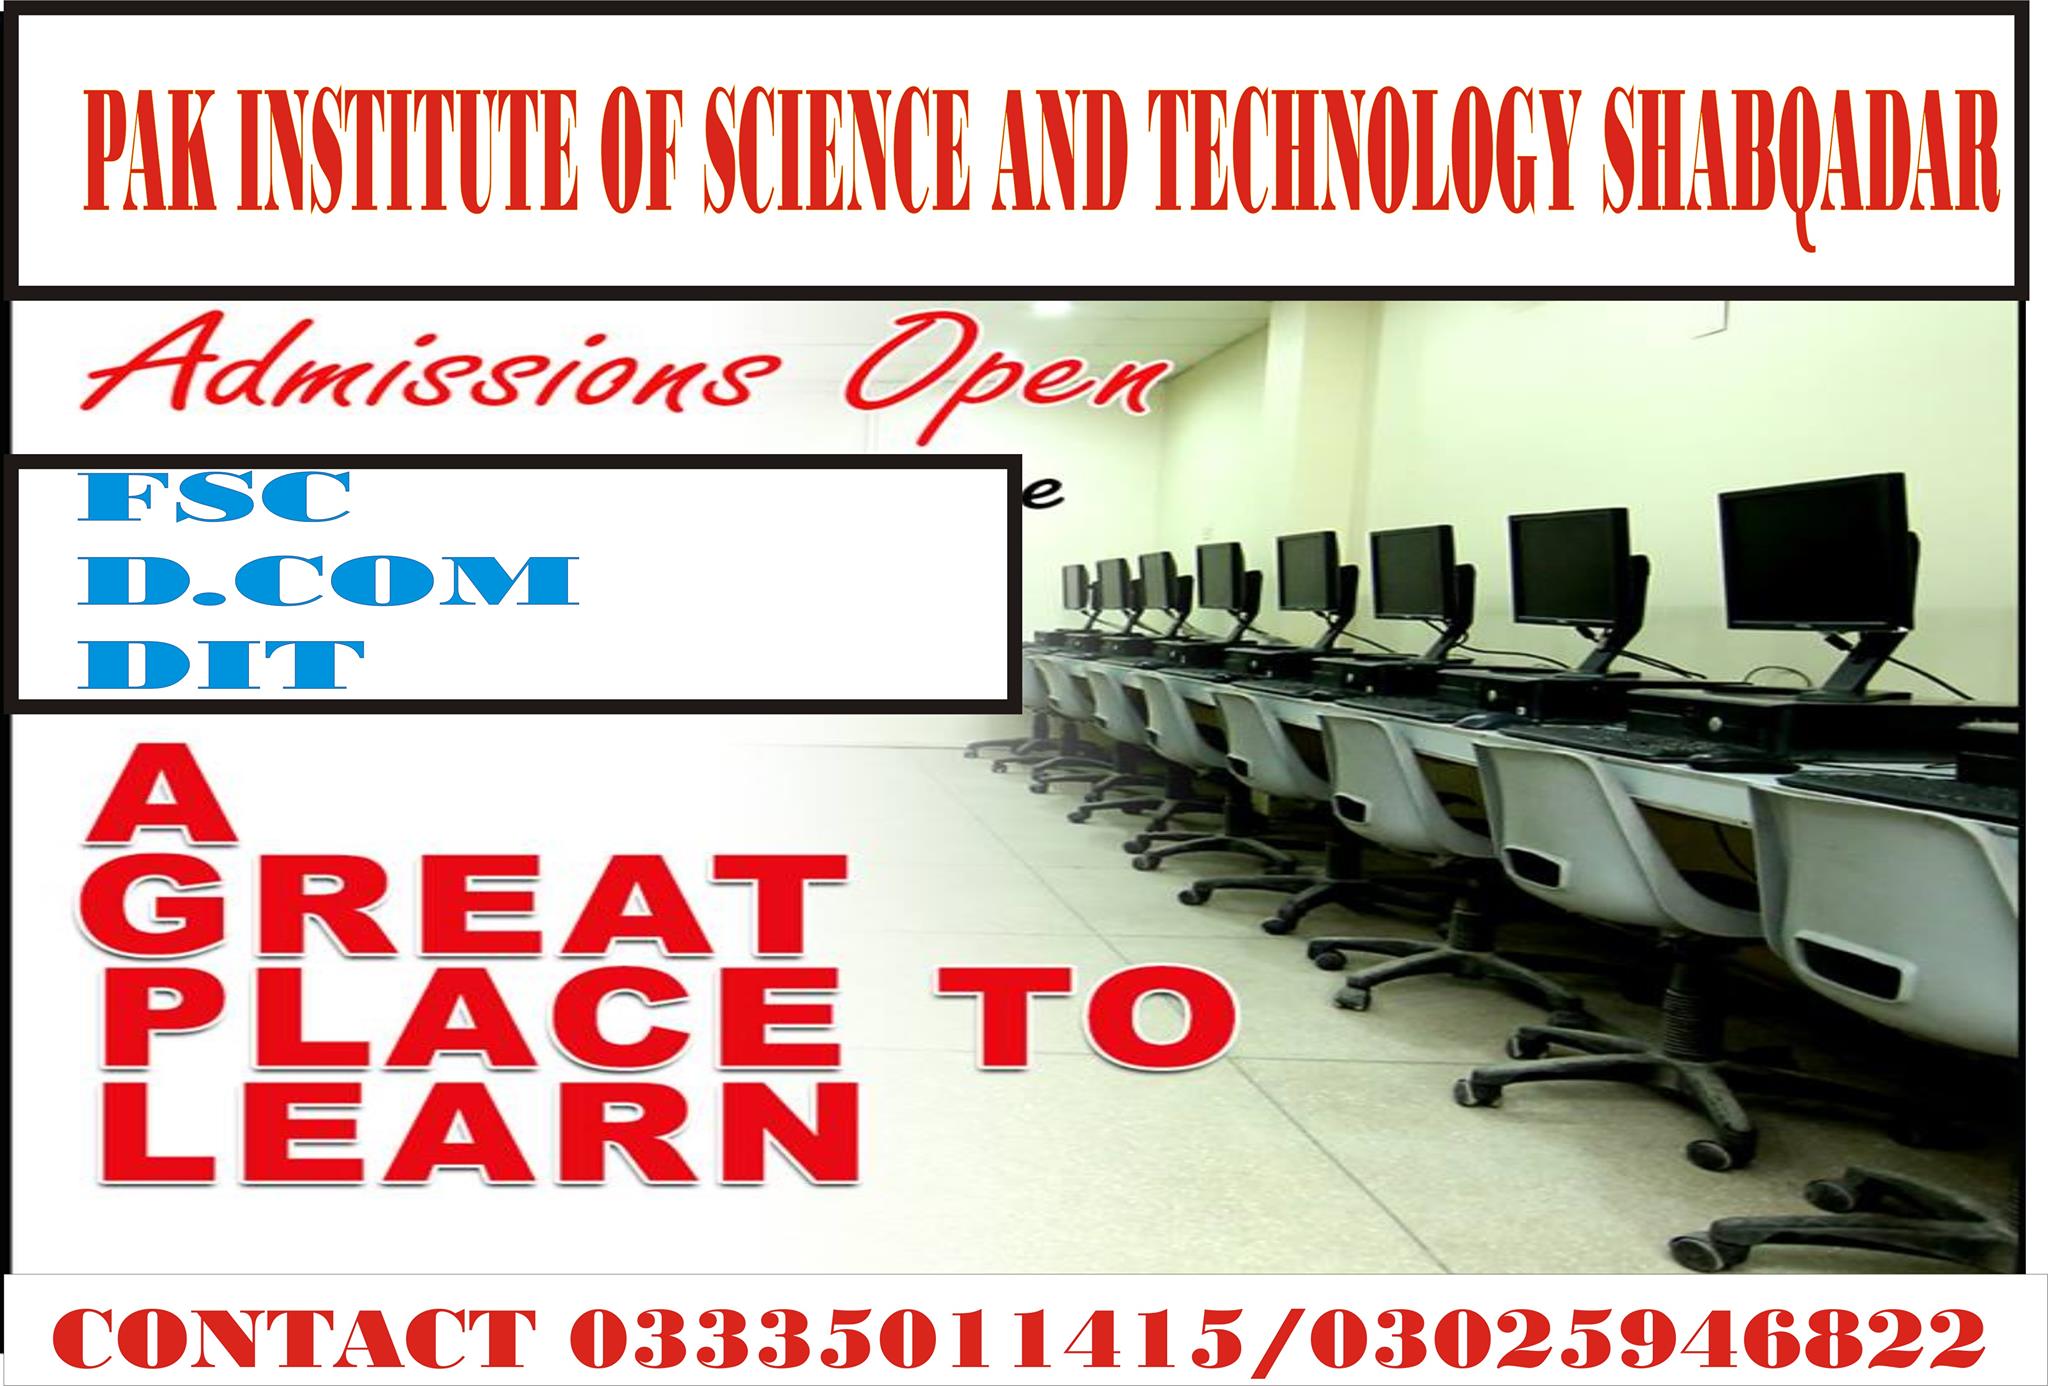 PAK INSTITUTE OF SCIENCE AND TECHNOLOGY SHABQADAR
Admissions Open
e
FSC
D.COM
DIT
A
GREAT
PLACE TO
LEARN
CONTACT 03335011415/03025946822